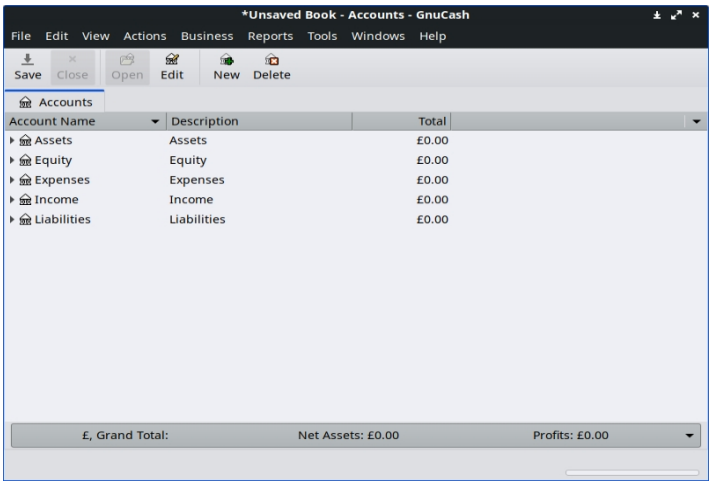 *Unsaved Book - Accounts - GnuCash
File Edit View Actions Business Reports Tools Windows Help
Save Close Open Edit New Delete
Accounts
Account Name Description Total
Assets Assets £0.00
Equity Equity £0.00
Expenses Expenses £0.00
Income Income £0.00
Liabilities Liabilities £0.00
£, Grand Total: Net Assets: £0.00 Profits: £0.00